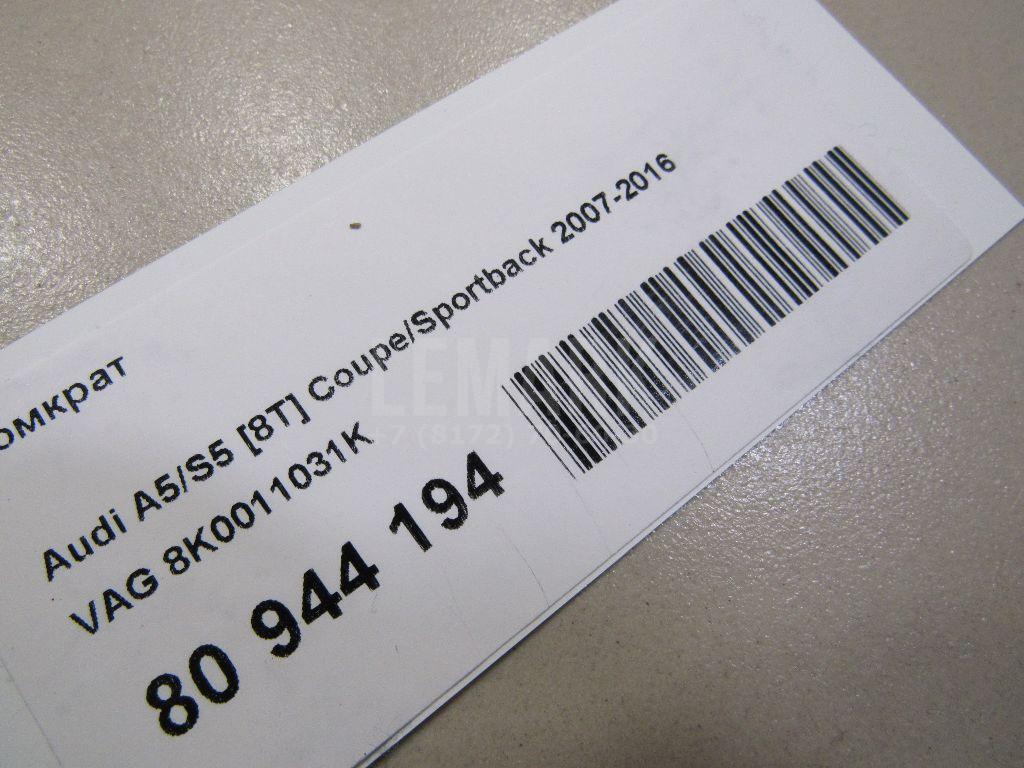 омкрат
Audi A5/S5 [8T] Coupe/Sportback 2007-2016
VAG 8K0011031K
80 944 194